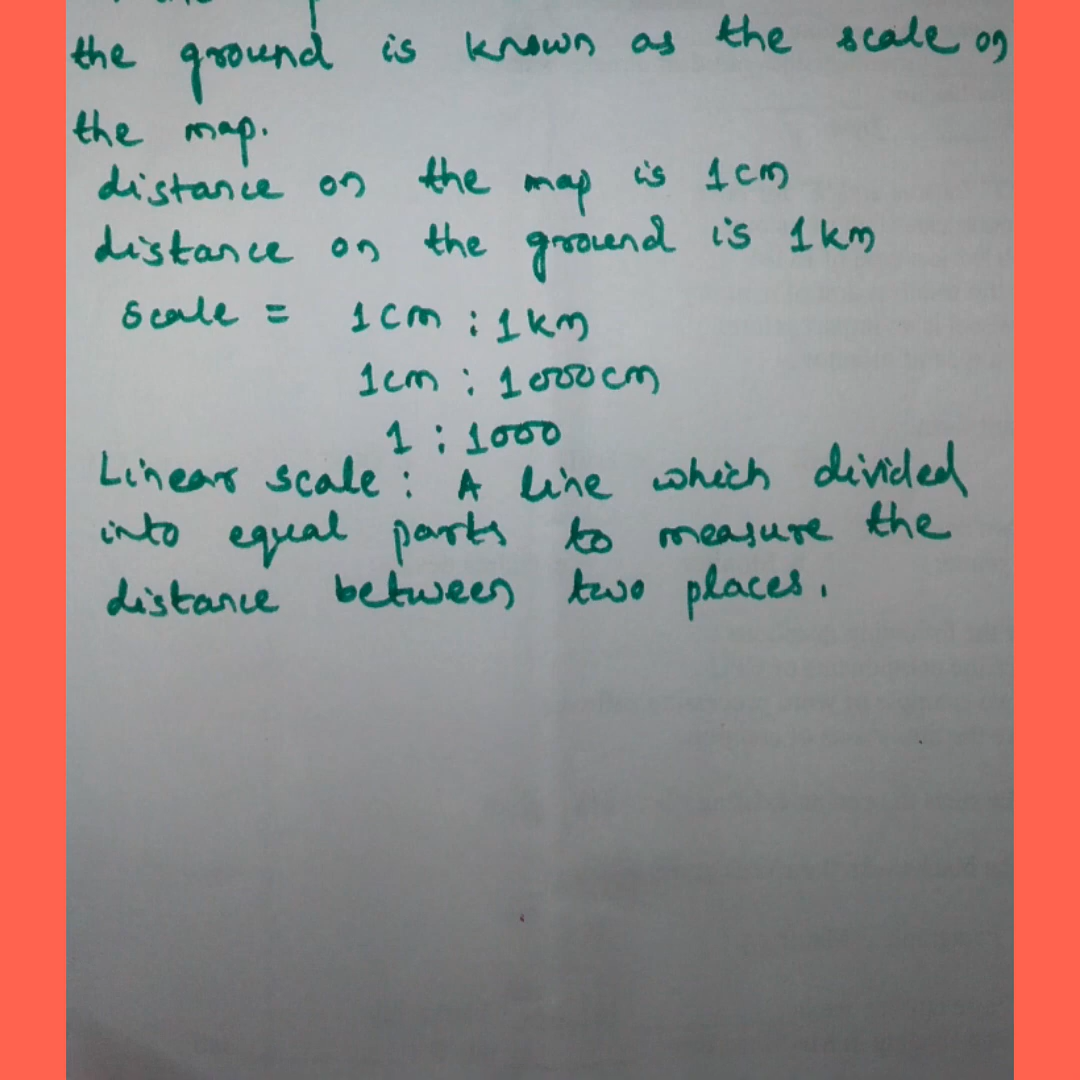 the ground is known as the scale on
the map.
distance on the map is 1cm
distance on the ground is 1km
scale = 1cm : 1km
1cm : 1000cm
1 : 1000
Linear scale : A line which divided
into equal parts to measure the
distance between two places.